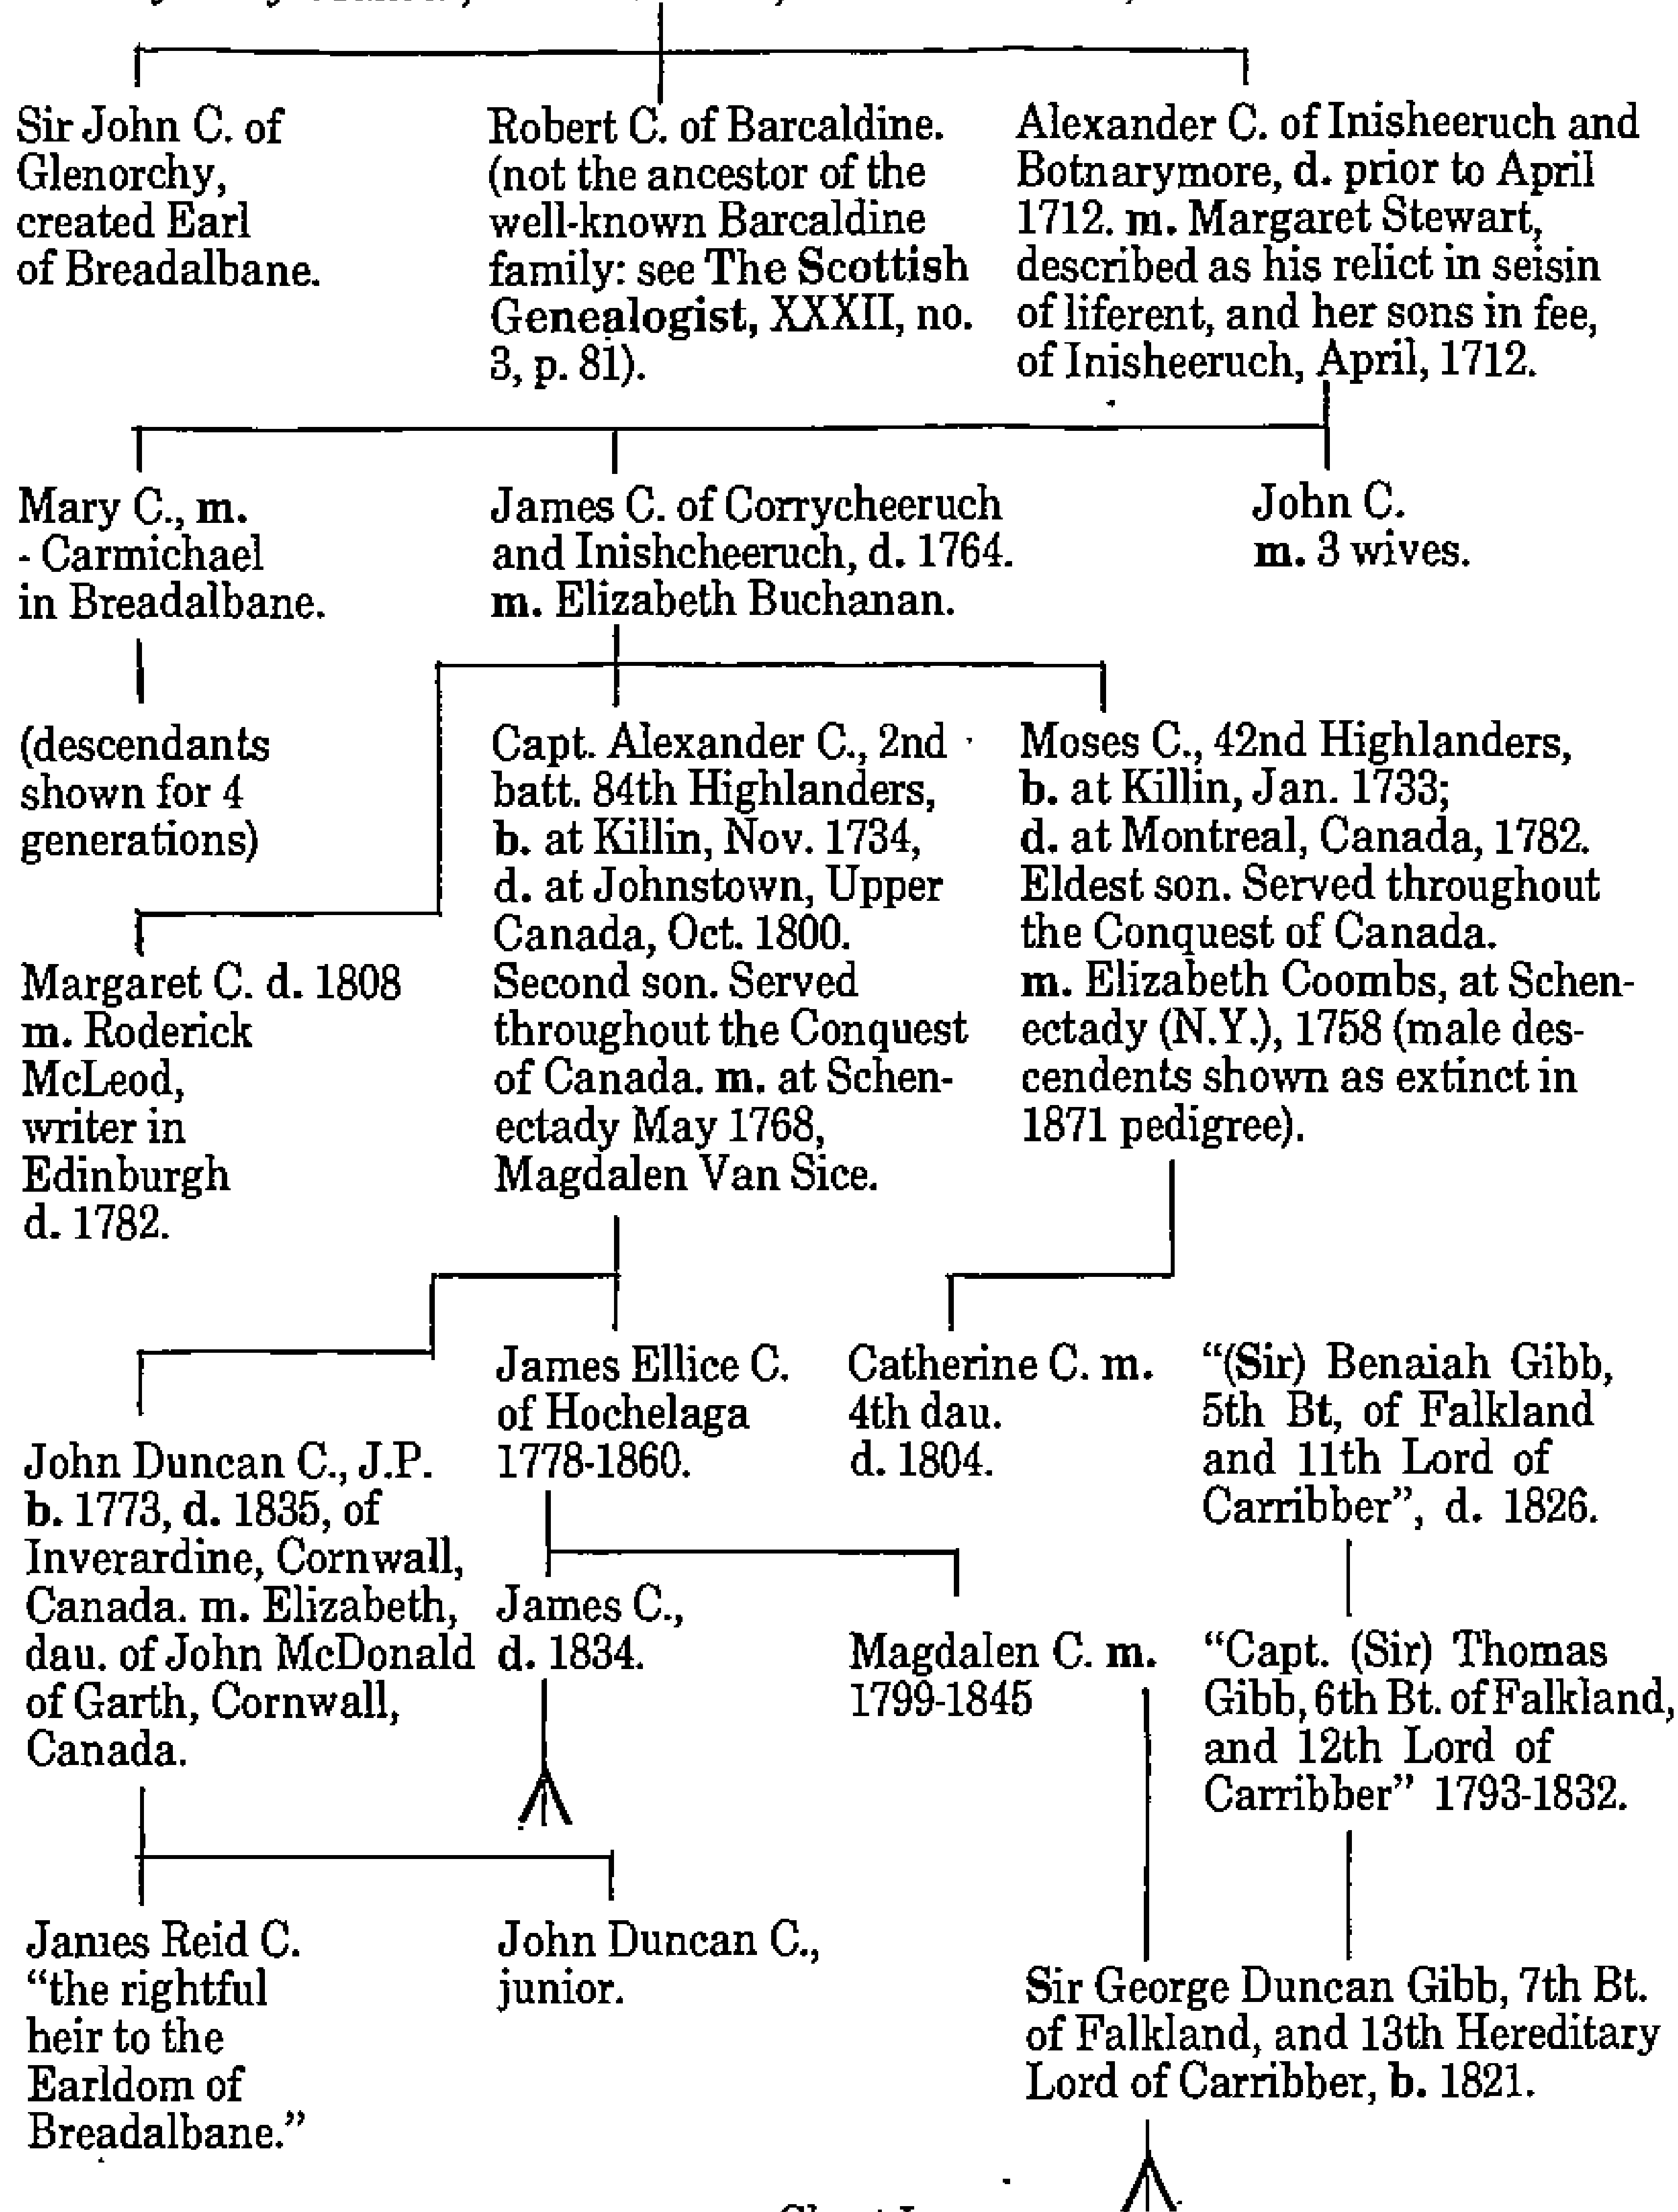 Sir John C. of
Glenorchy,
created Earl
of Breadalbane.
Robert C. of Barcaldine.
(not the ancestor of the
well-known Barcaldine
family: see The Scottish
Genealogist, XXXII, no.
3, p. 81).
Alexander C. of Inisheeruch and
Botnarymore, d. prior to April
1712. m. Margaret Stewart,
described as his relict in seisin
of liferent, and her sons in fee,
of Inisheeruch, April, 1712.
Mary C., m.
- Carmichael
in Breadalbane.
James C. of Corrycheeruch
and Inishcheeruch, d. 1764.
m. Elizabeth Buchanan.
John C.
m. 3 wives.
(descendants
shown for 4
generations)
Capt. Alexander C., 2nd
batt. 84th Highlanders,
b. at Killin, Nov. 1734,
d. at Johnstown, Upper
Canada, Oct. 1800.
Second son. Served
throughout the Conquest
of Canada. m. at Schen-
ectady May 1768,
Magdalen Van Sice.
Moses C., 42nd Highlanders,
b. at Killin, Jan. 1733;
d. at Montreal, Canada, 1782.
Eldest son. Served throughout
the Conquest of Canada.
m. Elizabeth Coombs, at Schen-
ectady (N.Y.), 1758 (male des-
cendents shown as extinct in
1871 pedigree).
Margaret C. d. 1808
m. Roderick
McLeod,
writer in
Edinburgh
d. 1782.
James Ellice C.
of Hochelaga
1778-1860.
Catherine C. m.
4th dau.
d. 1804.
“(Sir) Benaiah Gibb,
5th Bt, of Falkland
and 11th Lord of
Carribber”, d. 1826.
John Duncan C., J.P.
b. 1773, d. 1835, of
Inverardine, Cornwall,
Canada. m. Elizabeth,
dau. of John McDonald
of Garth, Cornwall,
Canada.
James C.,
d. 1834.
Magdalen C. m.
1799-1845
“Capt. (Sir) Thomas
Gibb, 6th Bt. of Falkland,
and 12th Lord of
Carribber” 1793-1832.
James Reid C.
“the rightful
heir to the
Earldom of
Breadalbane.”
John Duncan C.,
junior.
Sir George Duncan Gibb, 7th Bt.
of Falkland, and 13th Hereditary
Lord of Carribber, b. 1821.